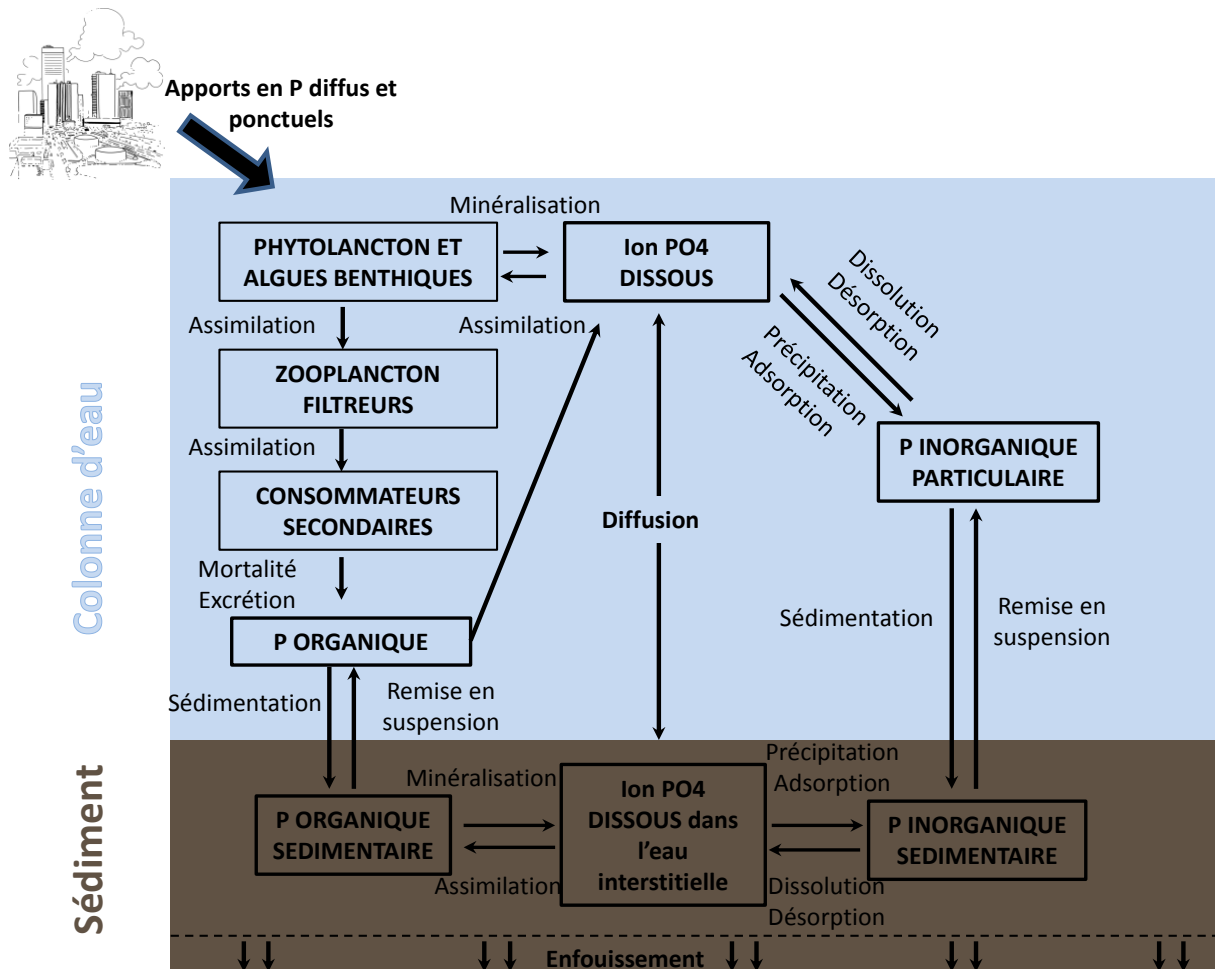 Apports en P diffus et
ponctuels
Minéralisation
PHYTOLANCTON ET
ALGUES BENTHIQUES
Ion PO4
DISSOUS
Dissolution
Désorption
Assimilation
Assimilation
Précipitation
Adsorption
ZOOPLANCTON
FILTREURS
Assimilation
P INORGANIQUE
PARTICULAIRE
CONSOMMATEURS
SECONDAIRES
Diffusion
Mortalité
Excrétion
Sédimentation
Remise en
suspension
P ORGANIQUE
Sédimentation
Remise en
suspension
Colonne d'eau
Sédiment
Minéralisation
Précipitation
Adsorption
P ORGANIQUE
SEDIMENTAIRE
Ion PO4
DISSOUS dans
l'eau
interstitielle
P INORGANIQUE
SEDIMENTAIRE
Assimilation
Dissolution
Désorption
Enfouissement